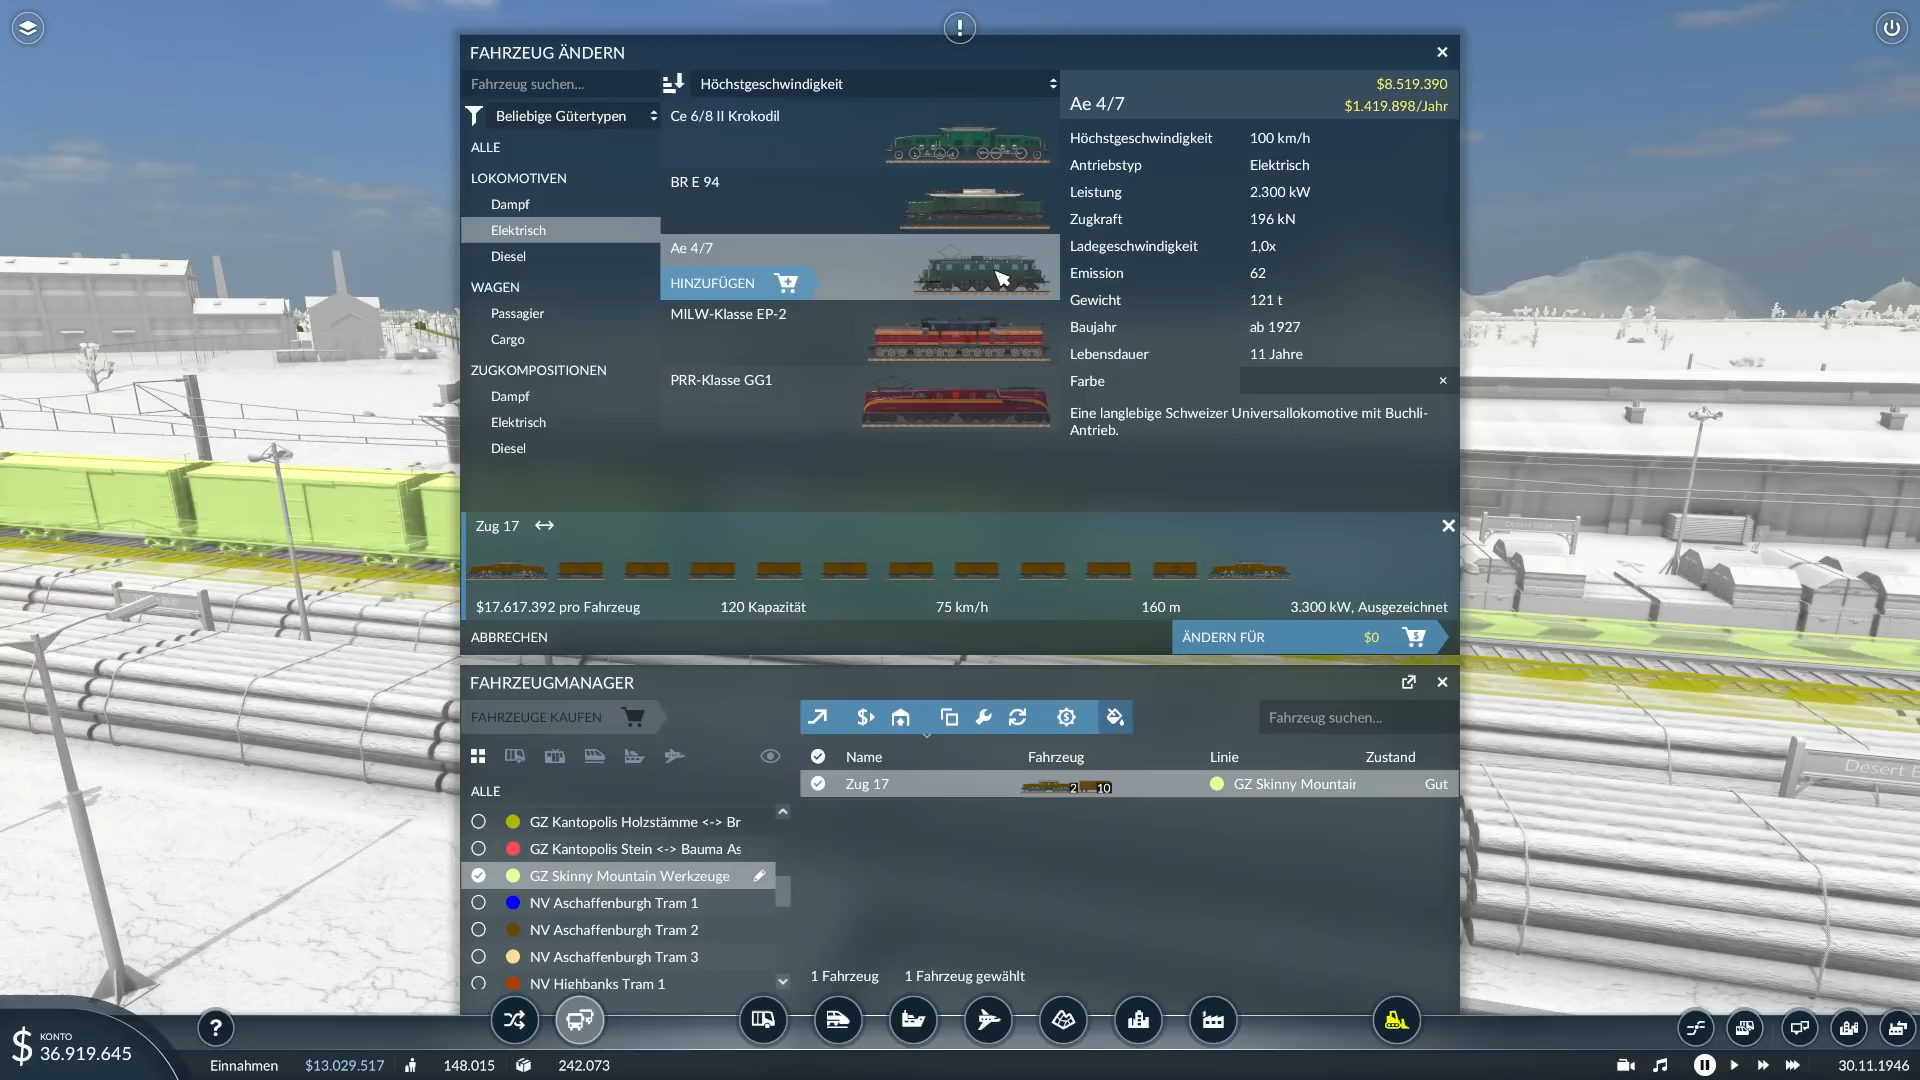 FAHRZEUG ÄNDERN
Fahrzeug suchen...
Höchstgeschwindigkeit
Beliebige Gütertypen
ALLE
LOKOMOTIVEN
Dampf
Elektrisch
Diesel
WAGEN
Passagier
Cargo
ZUGKOMPOSITIONEN
Dampf
Elektrisch
Diesel
Ce 6/8 II Krokodil
BR E 94
Ae 4/7
HINZUFÜGEN
MILW-Klasse EP-2
PRR-Klasse GG1
$8.519.390
Ae 4/7
$1.419.898/Jahr
Höchstgeschwindigkeit 100 km/h
Antriebstyp Elektrisch
Leistung 2.300 kW
Zugkraft 196 kN
Ladegeschwindigkeit 1,0x
Emission 62
Gewicht 121 t
Baujahr ab 1927
Lebensdauer 11 Jahre
Farbe
Eine langlebige Schweizer Universallokomotive mit Buchli-
Antrieb.
Zug 17
$17.617.392 pro Fahrzeug 120 Kapazität 75 km/h 160 m 3.300 kW, Ausgezeichnet
ABBRECHEN
ÄNDERN FÜR $0
FAHRZEUGMANAGER
FAHRZEUGE KAUFEN
Fahrzeug suchen...
ALLE
GZ Kantopolis Holzstämme <-> Br
GZ Kantopolis Stein <-> Bauma As
GZ Skinny Mountain Werkzeuge
NV Aschaffenburgh Tram 1
NV Aschaffenburgh Tram 2
NV Aschaffenburgh Tram 3
NV Highbanks Tram 1
Name Fahrzeug Linie Zustand
Zug 17 2 10 GZ Skinny Mountain Gut
1 Fahrzeug 1 Fahrzeug gewählt
Desert
?
KONTO
$ 36.919.645
Einnahmen $13.029.517 148.015 242.073
30.11.1946